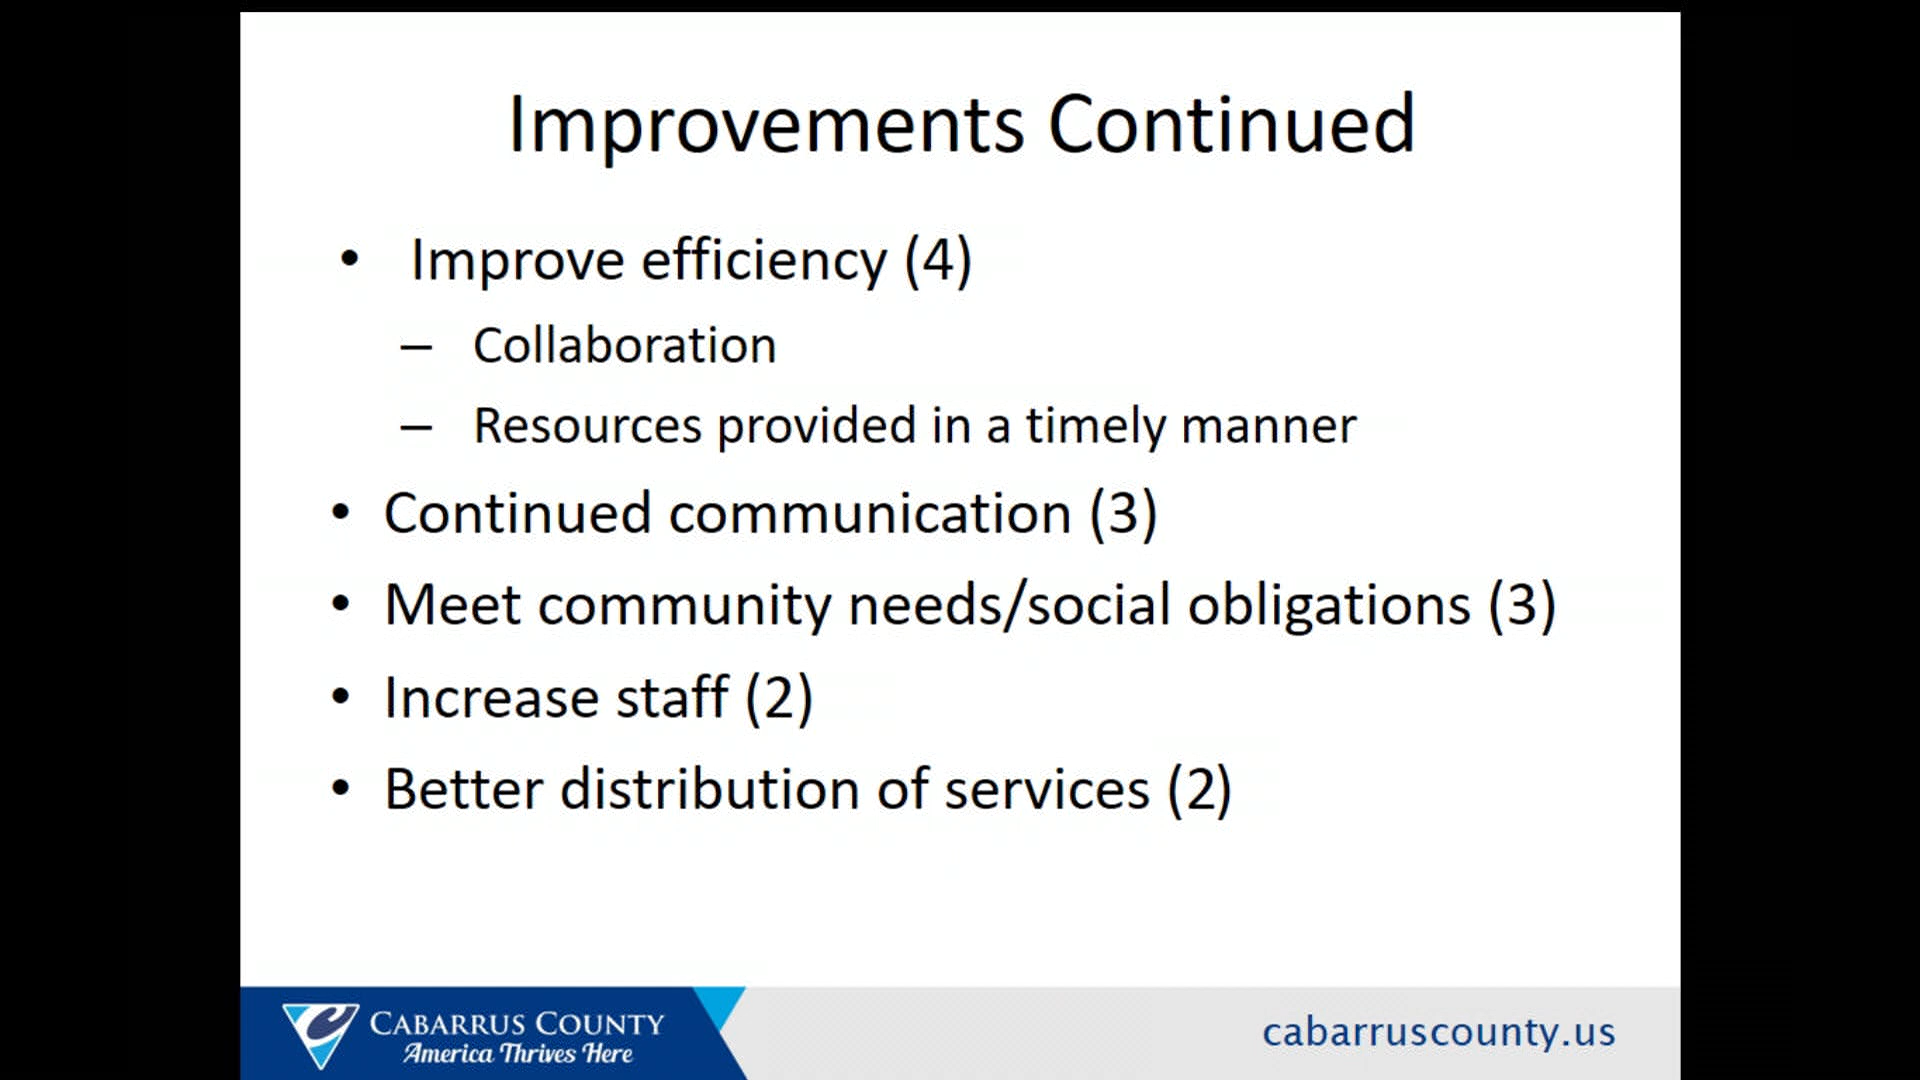 Improvements Continued
• Improve efficiency (4)
– Collaboration
– Resources provided in a timely manner
• Continued communication (3)
• Meet community needs/social obligations (3)
• Increase staff (2)
• Better distribution of services (2)
CABARRUS COUNTY
America Thrives Here
cabarruscounty.us